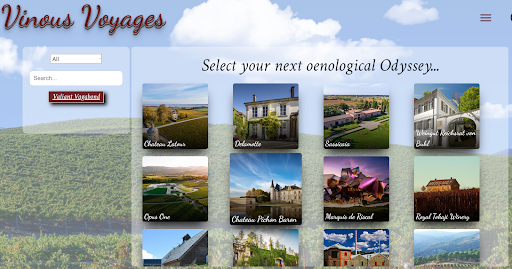 Vinous Voyages
All
Search...
Valiant Vagabond
Select your next oenological Odyssey...
Chateau Latour
Delamotte
Sassicaia
Weingut Reichsrat von
Buhl
Opus One
Chateau Pichon Baron
Marquis de Riscal
Royal Tokaji Winery